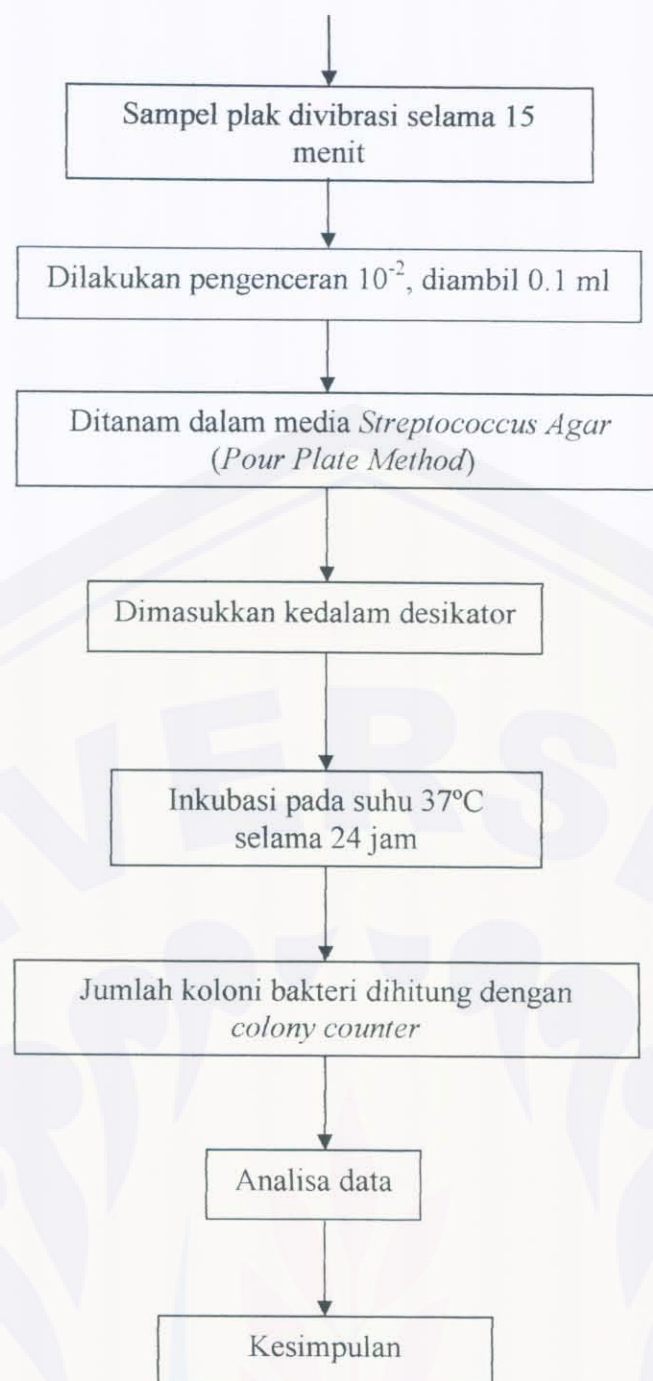 Sampel plak divibrasi selama 15
menit
Dilakukan pengenceran 10⁻², diambil 0.1 ml
Ditanam dalam media Streptococcus Agar
(Pour Plate Method)
Dimasukkan kedalam desikator
Inkubasi pada suhu 37ºC
selama 24 jam
Jumlah koloni bakteri dihitung dengan
colony counter
Analisa data
Kesimpulan